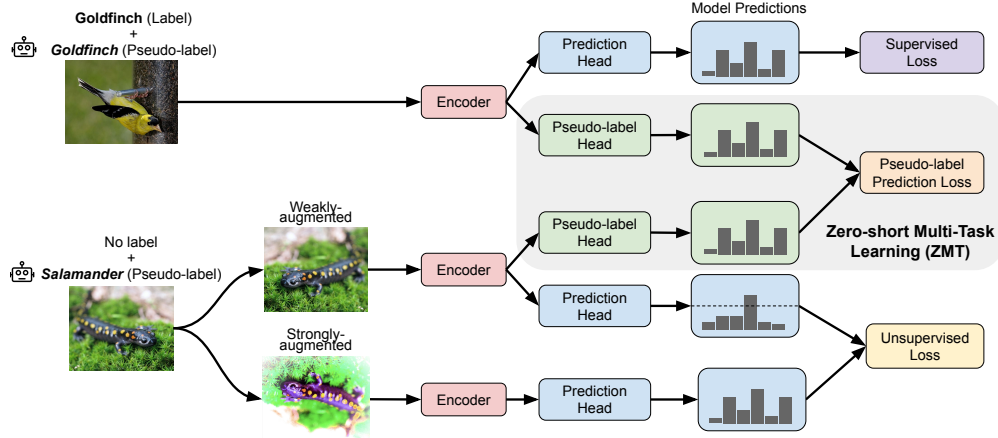 Goldfinch (Label)
+
Goldfinch (Pseudo-label)
Model Predictions
Prediction
Head
Supervised
Loss
Encoder
Pseudo-label
Head
Pseudo-label
Prediction Loss
Zero-short Multi-Task
Learning (ZMT)
Pseudo-label
Head
No label
+
Salamander (Pseudo-label)
Weakly-
augmented
Encoder
Prediction
Head
Unsupervised
Loss
Strongly-
augmented
Encoder
Prediction
Head